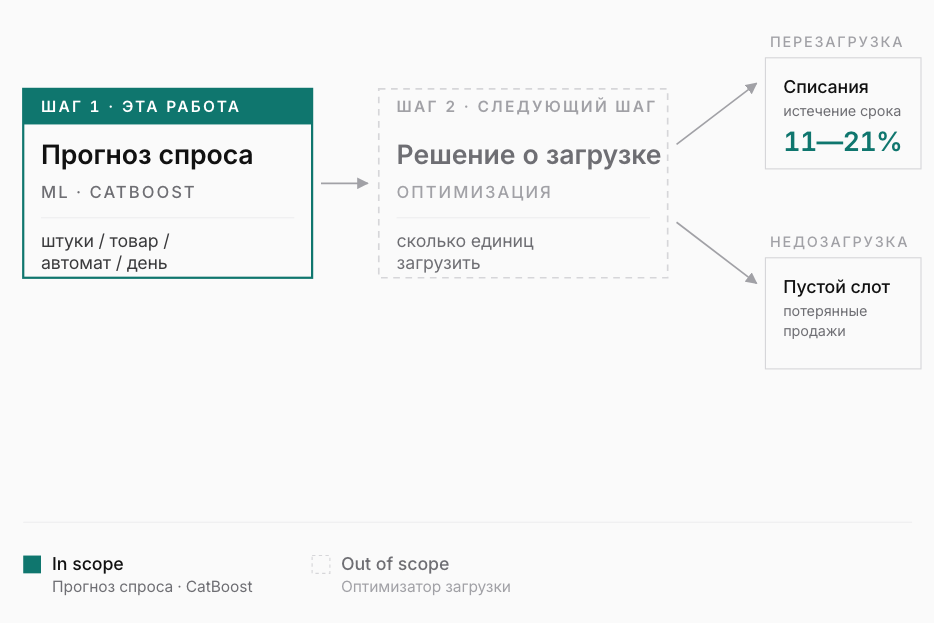 ШАГ 1 · ЭТА РАБОТА
Прогноз спроса
ML · CATBOOST
штуки / товар /
автомат / день
ШАГ 2 · СЛЕДУЮЩИЙ ШАГ
Решение о загрузке
ОПТИМИЗАЦИЯ
сколько единиц
загрузить
ПЕРЕЗАГРУЗКА
Списания
истечение срока
11—21%
НЕДОЗАГРУЗКА
Пустой слот
потерянные
продажи
In scope
Прогноз спроса · CatBoost
Out of scope
Оптимизатор загрузки